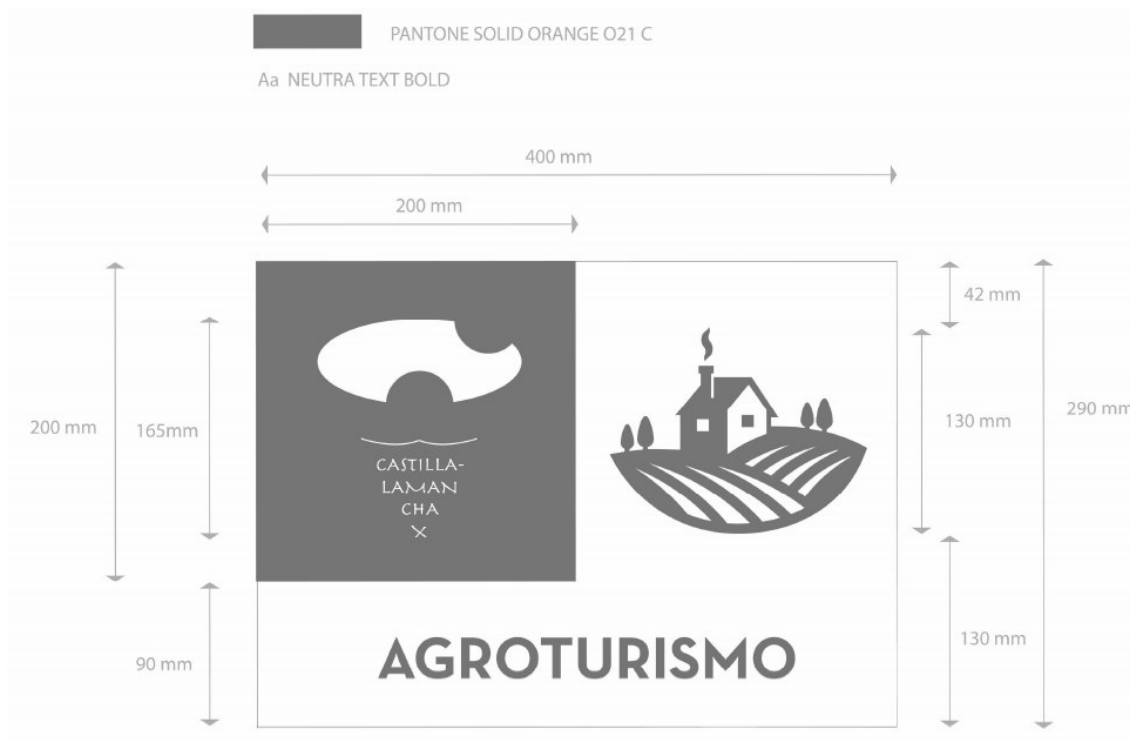 PANTONE SOLID ORANGE O21 C
Aa NEUTRA TEXT BOLD
400 mm
200 mm
42 mm
200 mm
165mm
130 mm
290 mm
CASTILLA-
LAMAN
CHA
X
130 mm
90 mm
AGROTURISMO